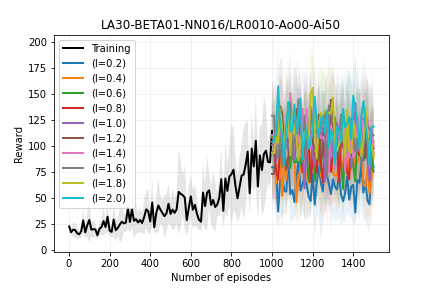 LA30-BETA01-NN016/LR0010-Ao00-Ai50
Reward
200
175
150
125
100
75
50
25
0
Training
(l=0.2)
(l=0.4)
(l=0.6)
(l=0.8)
(l=1.0)
(l=1.2)
(l=1.4)
(l=1.6)
(l=1.8)
(l=2.0)
0
200
400
600
800
1000
1200
1400
Number of episodes